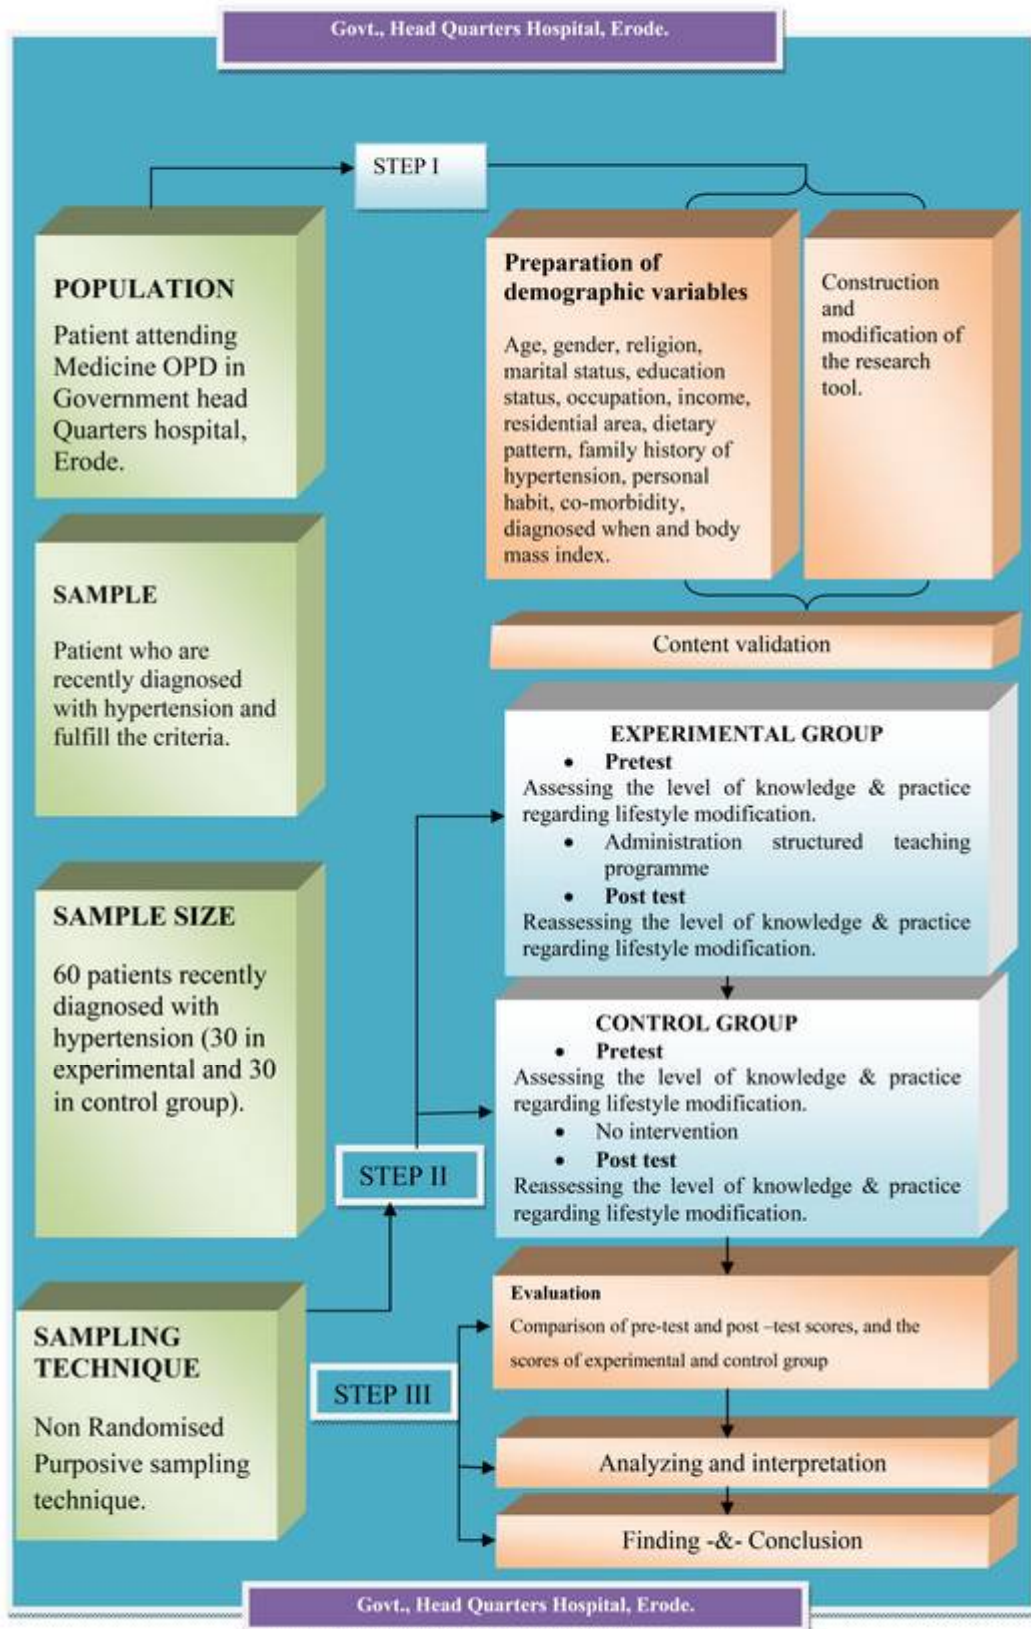 Govt., Head Quarters Hospital, Erode.
STEP I
POPULATION
Patient attending
Medicine OPD in
Government head
Quarters hospital,
Erode.
Preparation of
demographic variables
Age, gender, religion,
marital status, education
status, occupation, income,
residential area, dietary
pattern, family history of
hypertension, personal
habit, co-morbidity,
diagnosed when and body
mass index.
Construction
and
modification of
the research
tool.
SAMPLE
Patient who are
recently diagnosed
with hypertension and
fulfill the criteria.
Content validation
EXPERIMENTAL GROUP
• Pretest
Assessing the level of knowledge & practice
regarding lifestyle modification.
• Administration structured teaching
programme
• Post test
Reassessing the level of knowledge & practice
regarding lifestyle modification.
SAMPLE SIZE
60 patients recently
diagnosed with
hypertension (30 in
experimental and 30
in control group).
CONTROL GROUP
• Pretest
Assessing the level of knowledge & practice
regarding lifestyle modification.
• No intervention
• Post test
Reassessing the level of knowledge & practice
regarding lifestyle modification.
STEP II
SAMPLING
TECHNIQUE
Non Randomised
Purposive sampling
technique.
STEP III
Evaluation
Comparison of pre-test and post –test scores, and the
scores of experimental and control group
Analyzing and interpretation
Finding -&- Conclusion
Govt., Head Quarters Hospital, Erode.